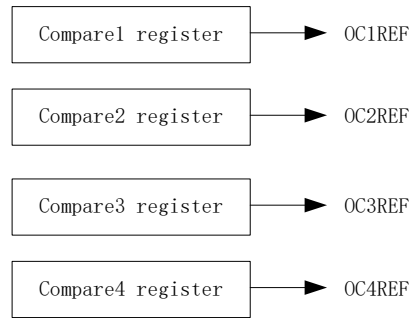 Compare1 register OC1REF
Compare2 register OC2REF
Compare3 register OC3REF
Compare4 register OC4REF